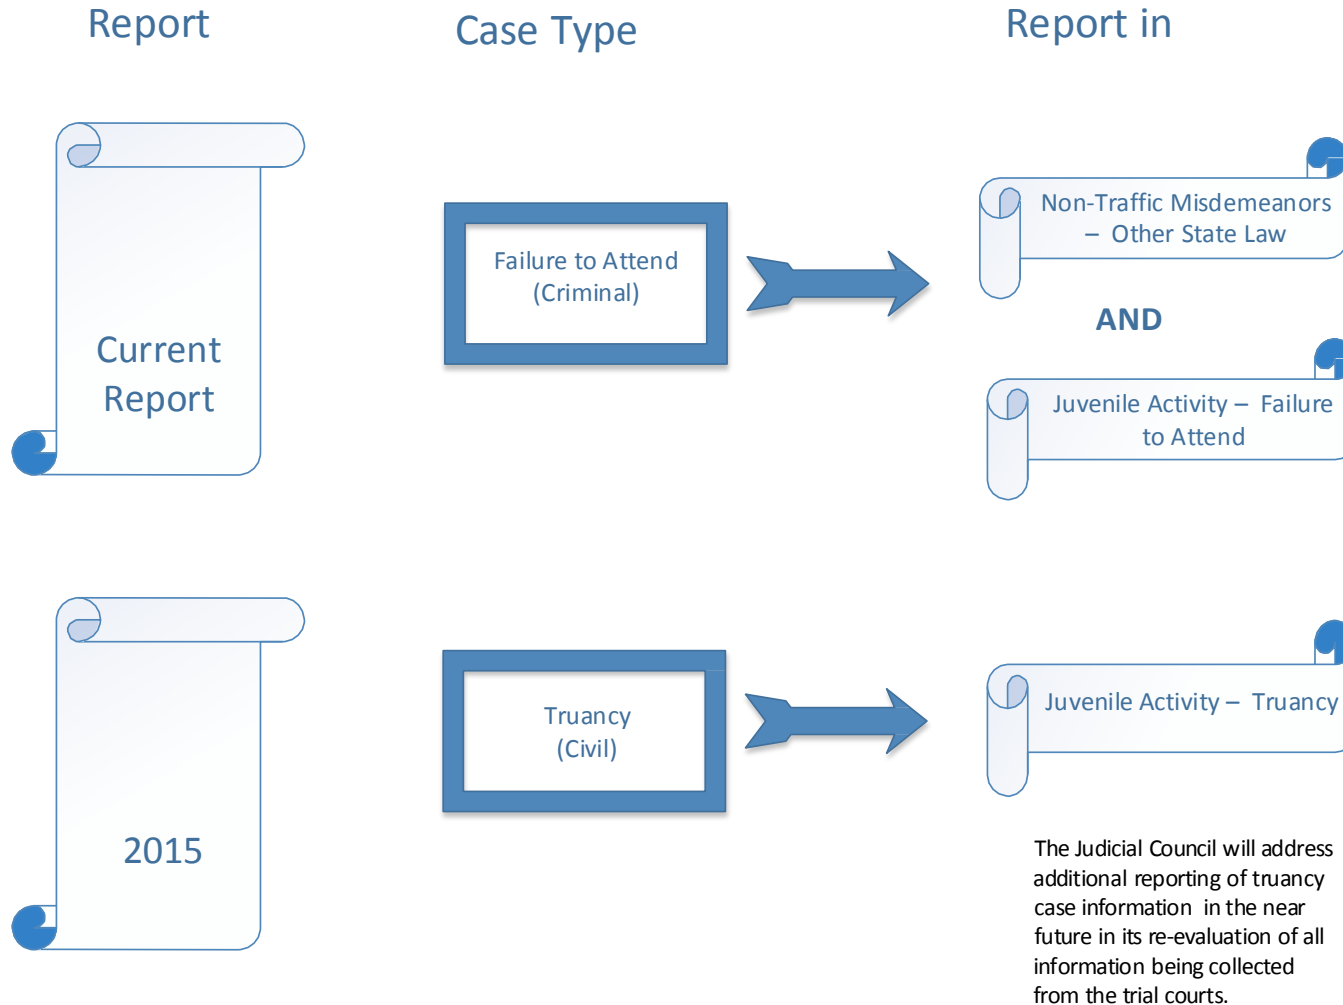 Report
Case Type
Report in
Current
Report
Failure to Attend
(Criminal)
Non-Traffic Misdemeanors
– Other State Law
AND
Juvenile Activity – Failure
to Attend
2015
Truancy
(Civil)
Juvenile Activity – Truancy
The Judicial Council will address
additional reporting of truancy
case information in the near
future in its re-evaluation of all
information being collected
from the trial courts.